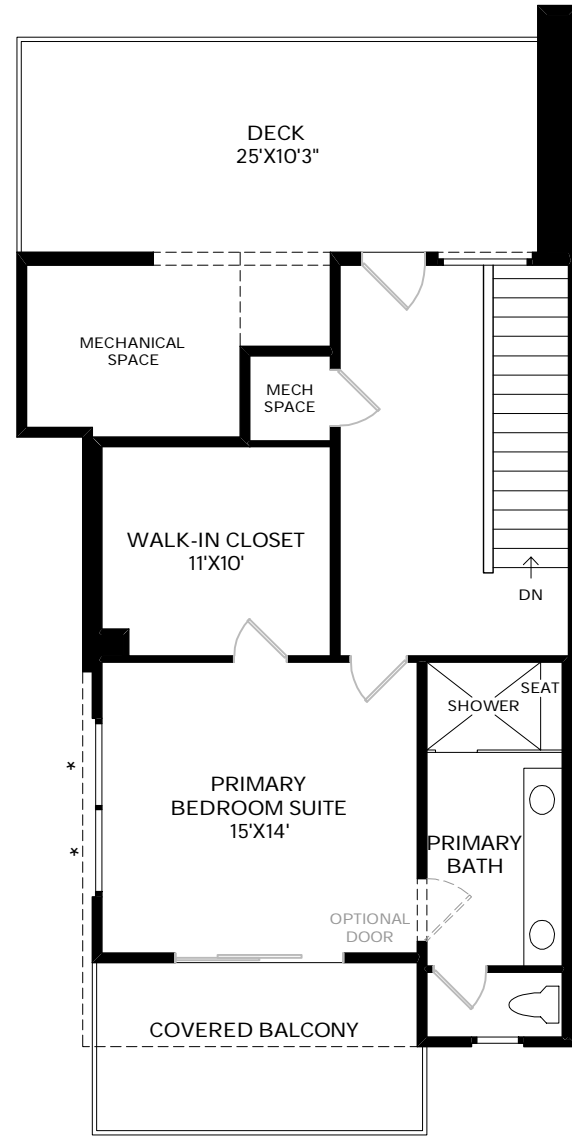 DECK
25'X10'3"
MECHANICAL
SPACE
MECH
SPACE
WALK-IN CLOSET
11'X10'
DN
SEAT
SHOWER
*
*
PRIMARY
BEDROOM SUITE
15'X14'
PRIMARY
BATH
OPTIONAL
DOOR
COVERED BALCONY